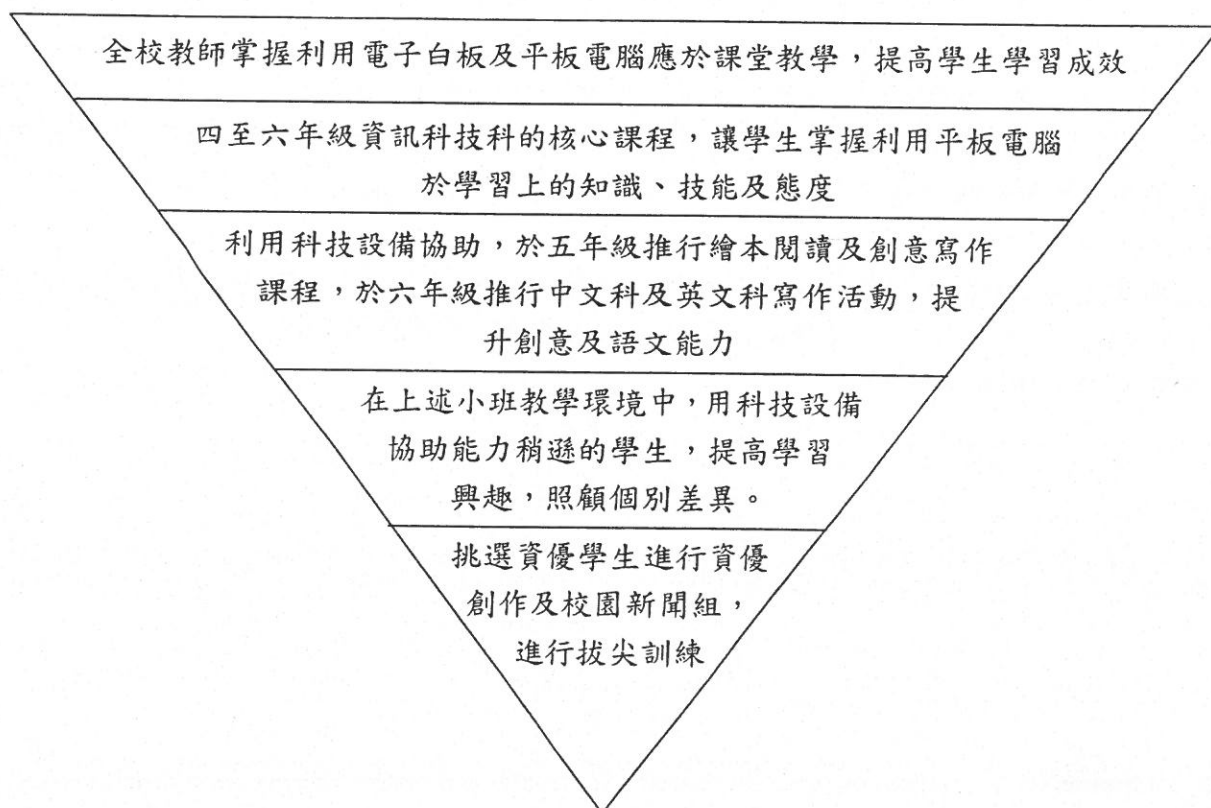 全校教師掌握利用電子白板及平板電腦應於課堂教學，提高學生學習成效
四至六年級資訊科技科的核心課程，讓學生掌握利用平板電腦
於學習上的知識、技能及態度
利用科技設備協助，於五年級推行繪本閱讀及創意寫作
課程，於六年級推行中文科及英文科寫作活動，提
升創意及語文能力
在上述小班教學環境中，用科技設備
協助能力稍遜的學生，提高學習
興趣，照顧個別差異。
挑選資優學生進行資優
創作及校園新聞組，
進行拔尖訓練